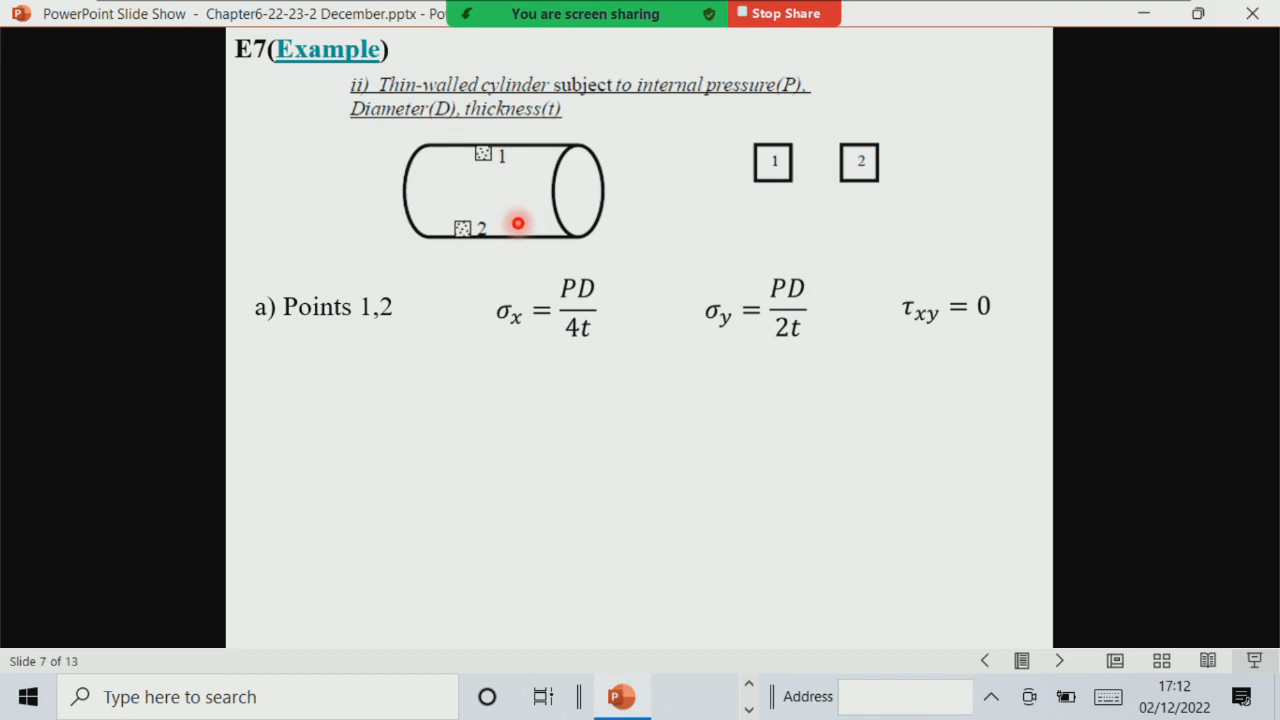 PowerPoint Slide Show - Chapter6-22-23-2 December.pptx - Po
You are screen sharing
Stop Share
E7(Example)
ii) Thin-walled cylinder subject to internal pressure(P),
Diameter(D), thickness(t)
1
2
1 2
a) Points 1,2 σx = PD/4t σy = PD/2t τxy = 0
Slide 7 of 13
Type here to search
Address
17:12
02/12/2022